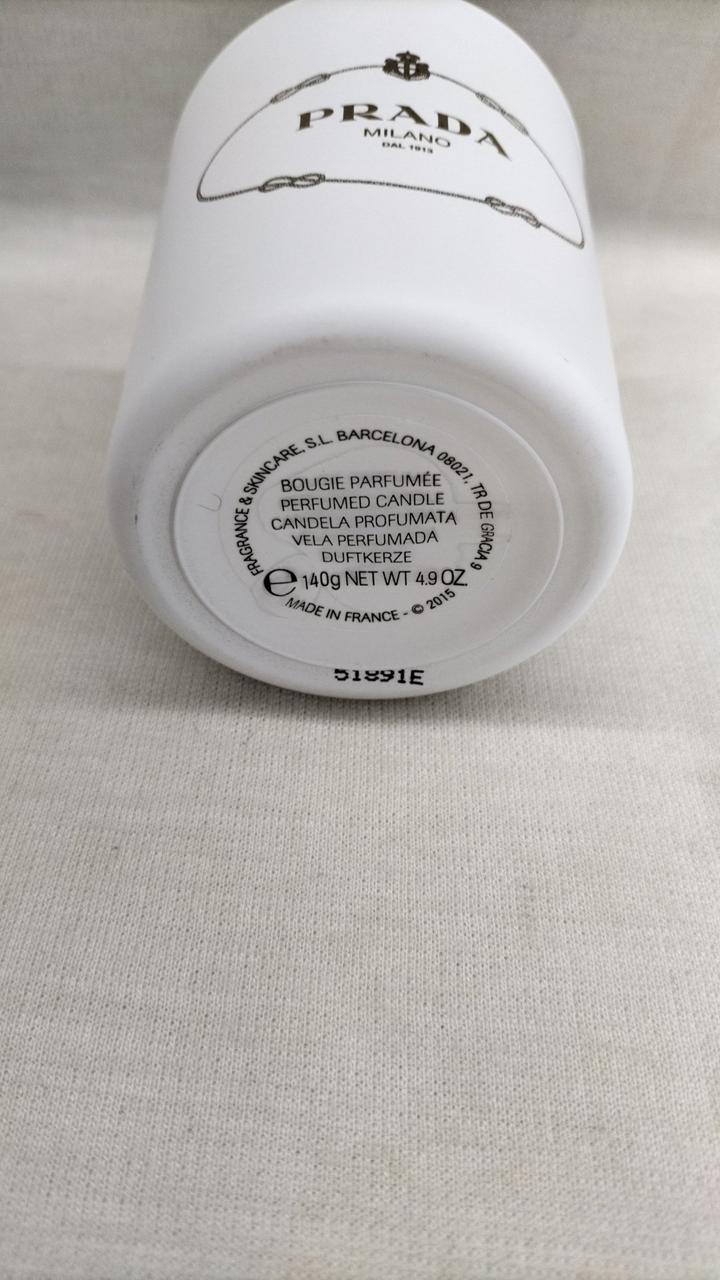 PRADA
MILANO
DAL 1913
FRAGRANCE & SKINCARE, S.L. BARCELONA 08021, TR DE GRACIA 9
BOUGIE PARFUMÉE
PERFUMED CANDLE
CANDELA PROFUMATA
VELA PERFUMADA
DUFTKERZE
℮ 140g NET WT 4.9 OZ.
MADE IN FRANCE - © 2015
51891E